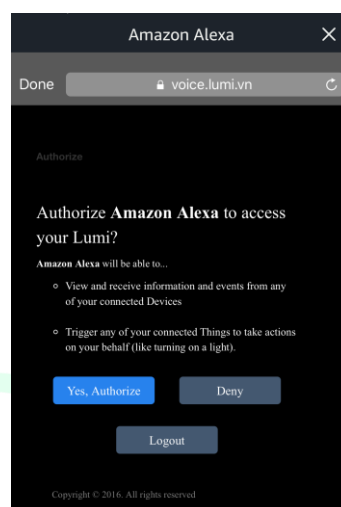 Amazon Alexa
Done
voice.lumi.vn
Authorize
Authorize Amazon Alexa to access
your Lumi?
Amazon Alexa will be able to...
View and receive information and events from any
of your connected Devices
Trigger any of your connected Things to take actions
on your behalf (like turning on a light).
Yes, Authorize
Deny
Logout
Copyright © 2016. All rights reserved